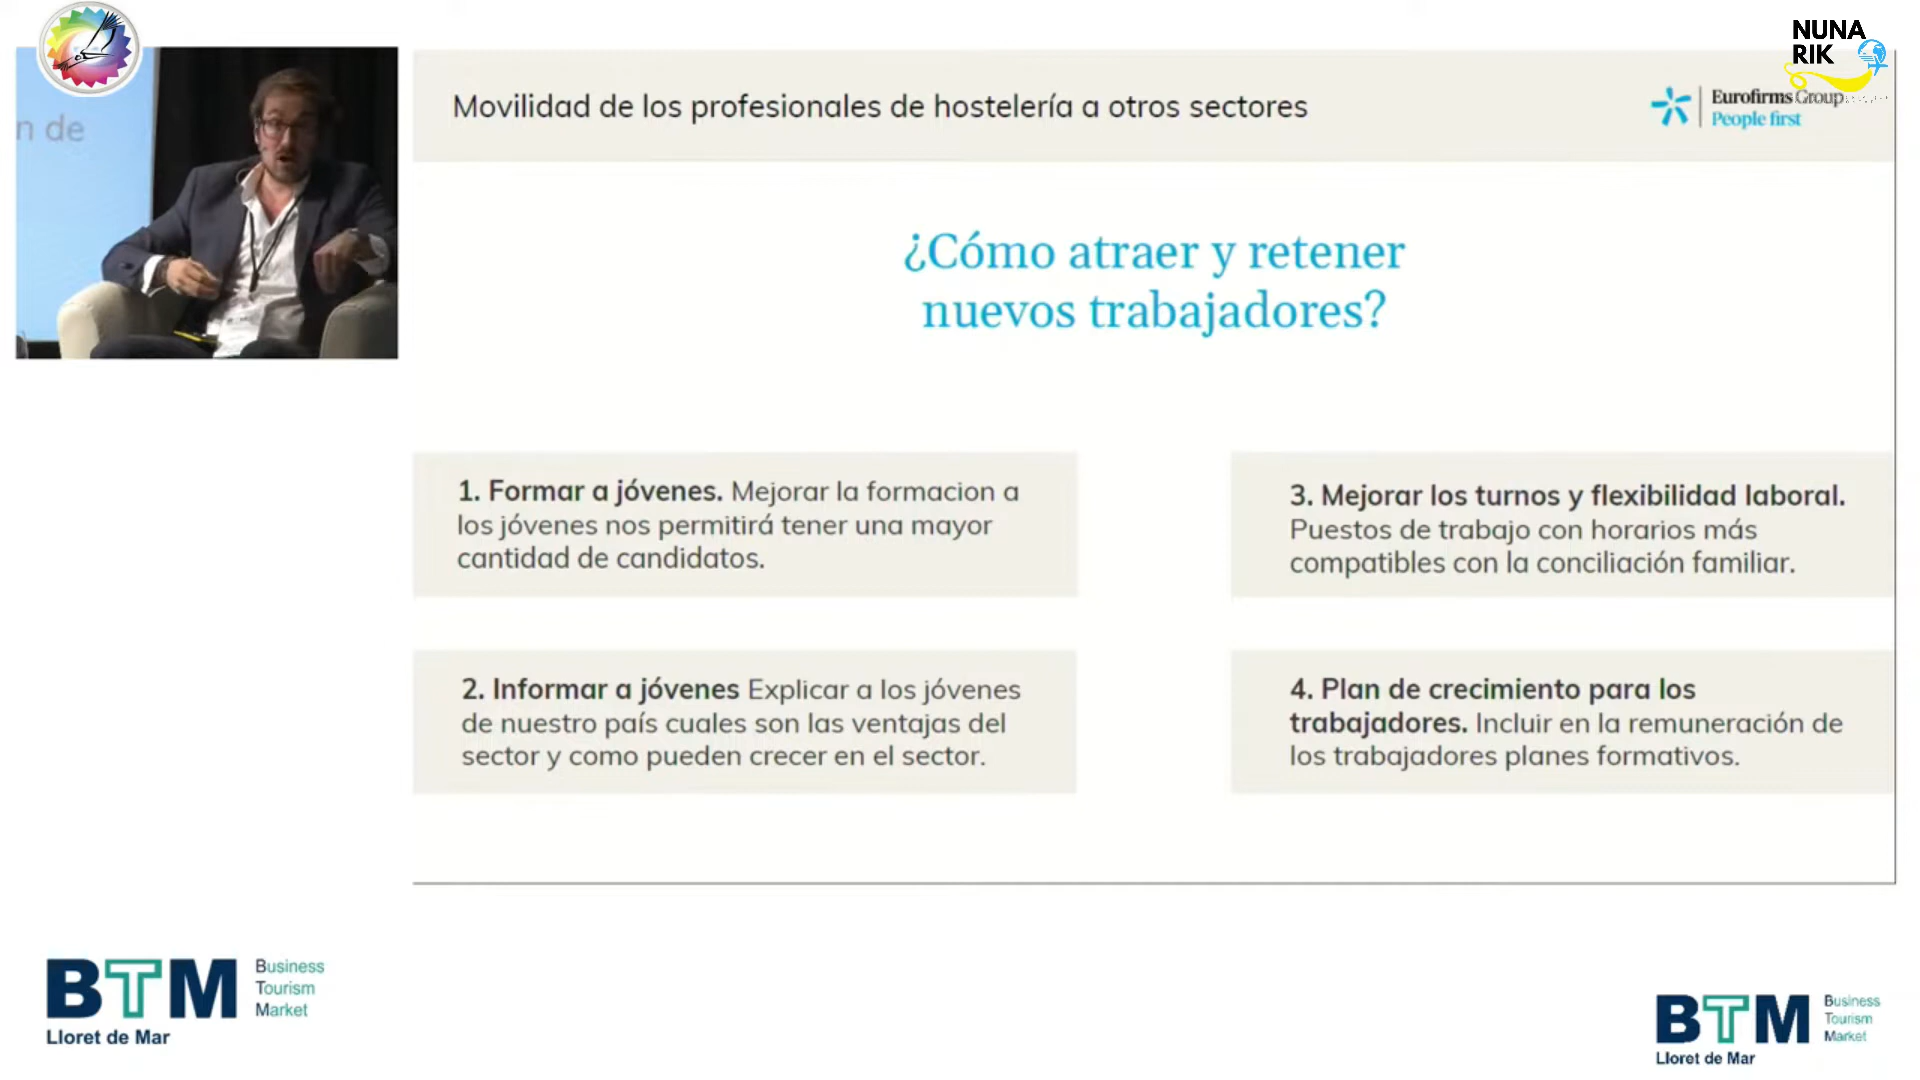 NUNA
RIK
n de
Movilidad de los profesionales de hostelería a otros sectores
Eurofirms Group
People first
¿Cómo atraer y retener
nuevos trabajadores?
1. Formar a jóvenes. Mejorar la formacion a
los jóvenes nos permitirá tener una mayor
cantidad de candidatos.
2. Informar a jóvenes Explicar a los jóvenes
de nuestro país cuales son las ventajas del
sector y como pueden crecer en el sector.
3. Mejorar los turnos y flexibilidad laboral.
Puestos de trabajo con horarios más
compatibles con la conciliación familiar.
4. Plan de crecimiento para los
trabajadores. Incluir en la remuneración de
los trabajadores planes formativos.
BTM
Business
Tourism
Market
Lloret de Mar
BTM
Business
Tourism
Market
Lloret de Mar